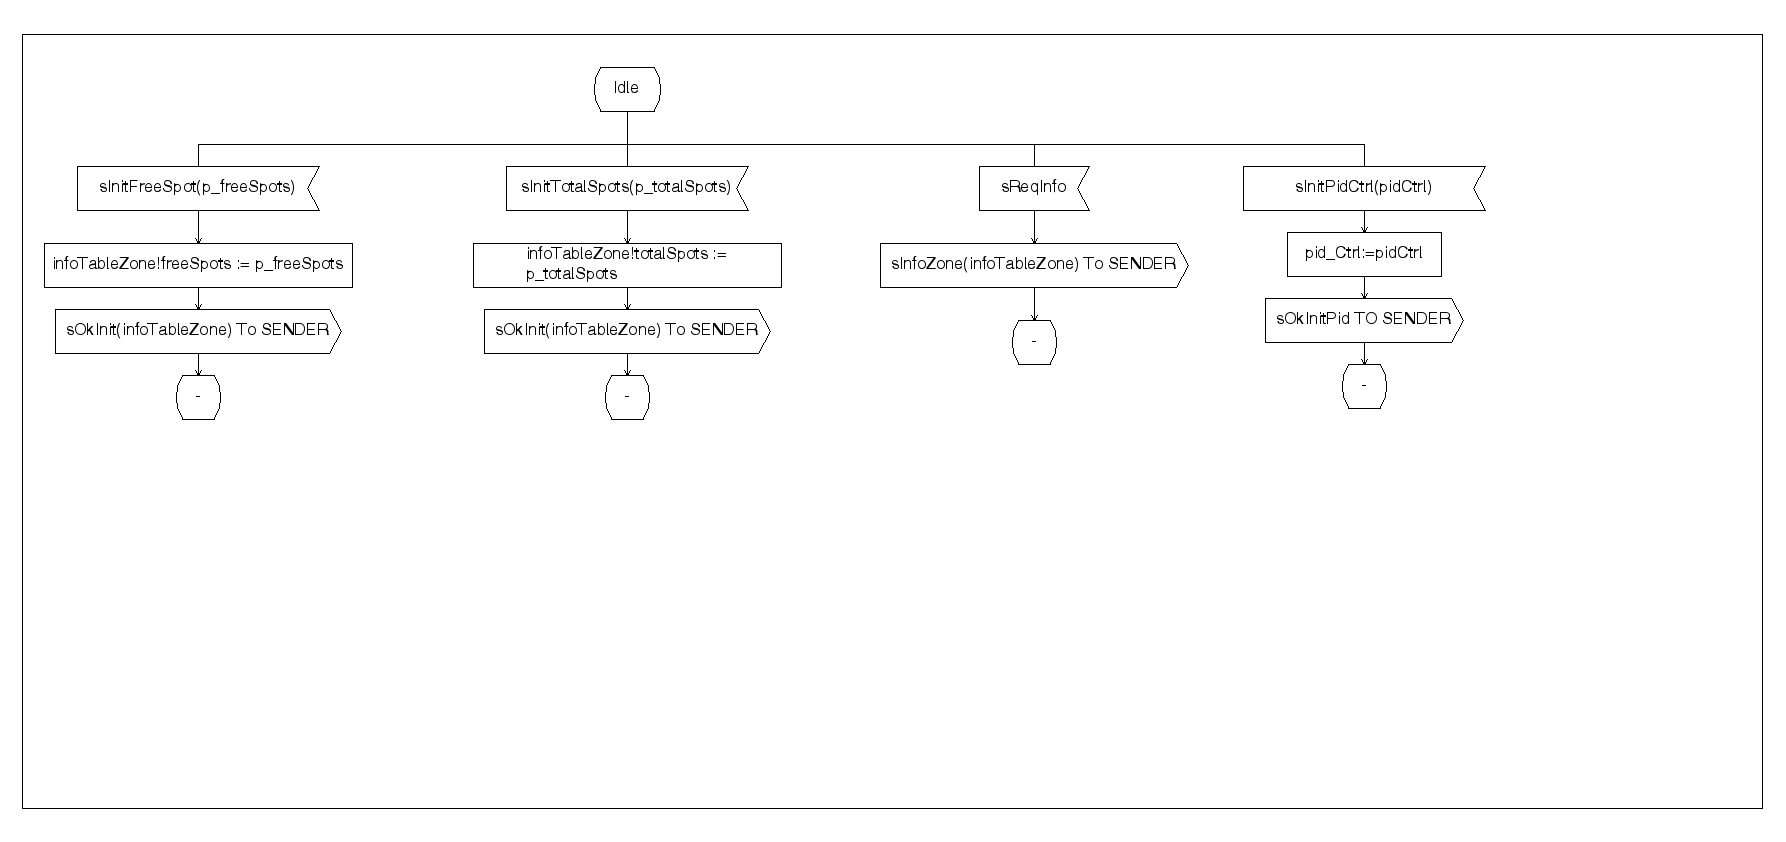 Idle
sInitFreeSpot(p_freeSpots)
sInitTotalSpots(p_totalSpots)
sReqInfo
sInitPidCtrl(pidCtrl)
infoTableZone!freeSpots := p_freeSpots
infoTableZone!totalSpots :=
p_totalSpots
sInfoZone(infoTableZone) To SENDER
pid_Ctrl:=pidCtrl
sOkInit(infoTableZone) To SENDER
sOkInit(infoTableZone) To SENDER
sOkInitPid TO SENDER
-
-
-
-